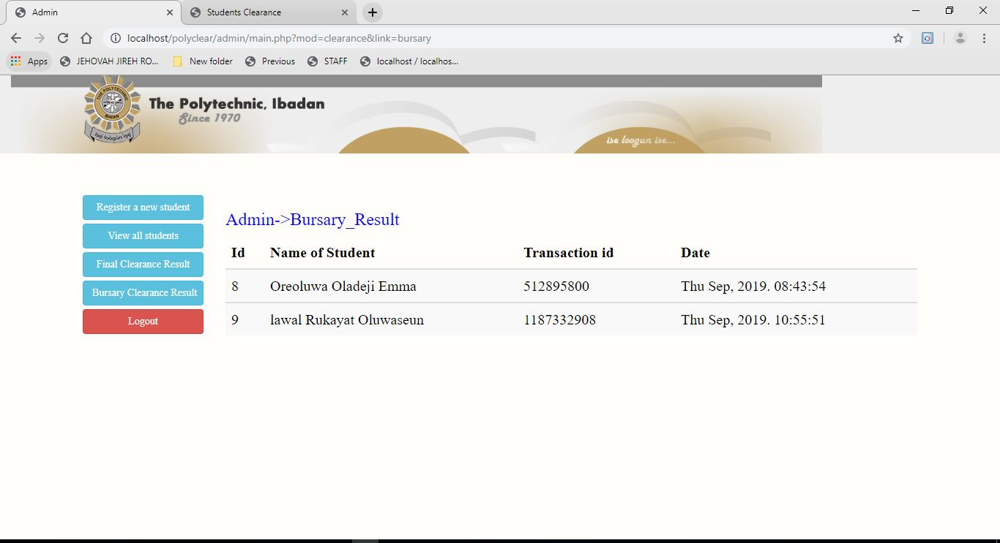 Admin
Students Clearance
localhost/polyclear/admin/main.php?mod=clearance&link=bursary
Apps JEHOVAH JIREH RO... New folder Previous STAFF localhost / localhos...
THE POLYTECHNIC
IBADAN
Isẹ́ loògùn Isẹ́
The Polytechnic, Ibadan
Since 1970
ise loogun ise...
Register a new student
View all students
Final Clearance Result
Bursary Clearance Result
Logout
Admin->Bursary_Result
Id Name of Student Transaction id Date
8 Oreoluwa Oladeji Emma 512895800 Thu Sep, 2019. 08:43:54
9 lawal Rukayat Oluwaseun 1187332908 Thu Sep, 2019. 10:55:51